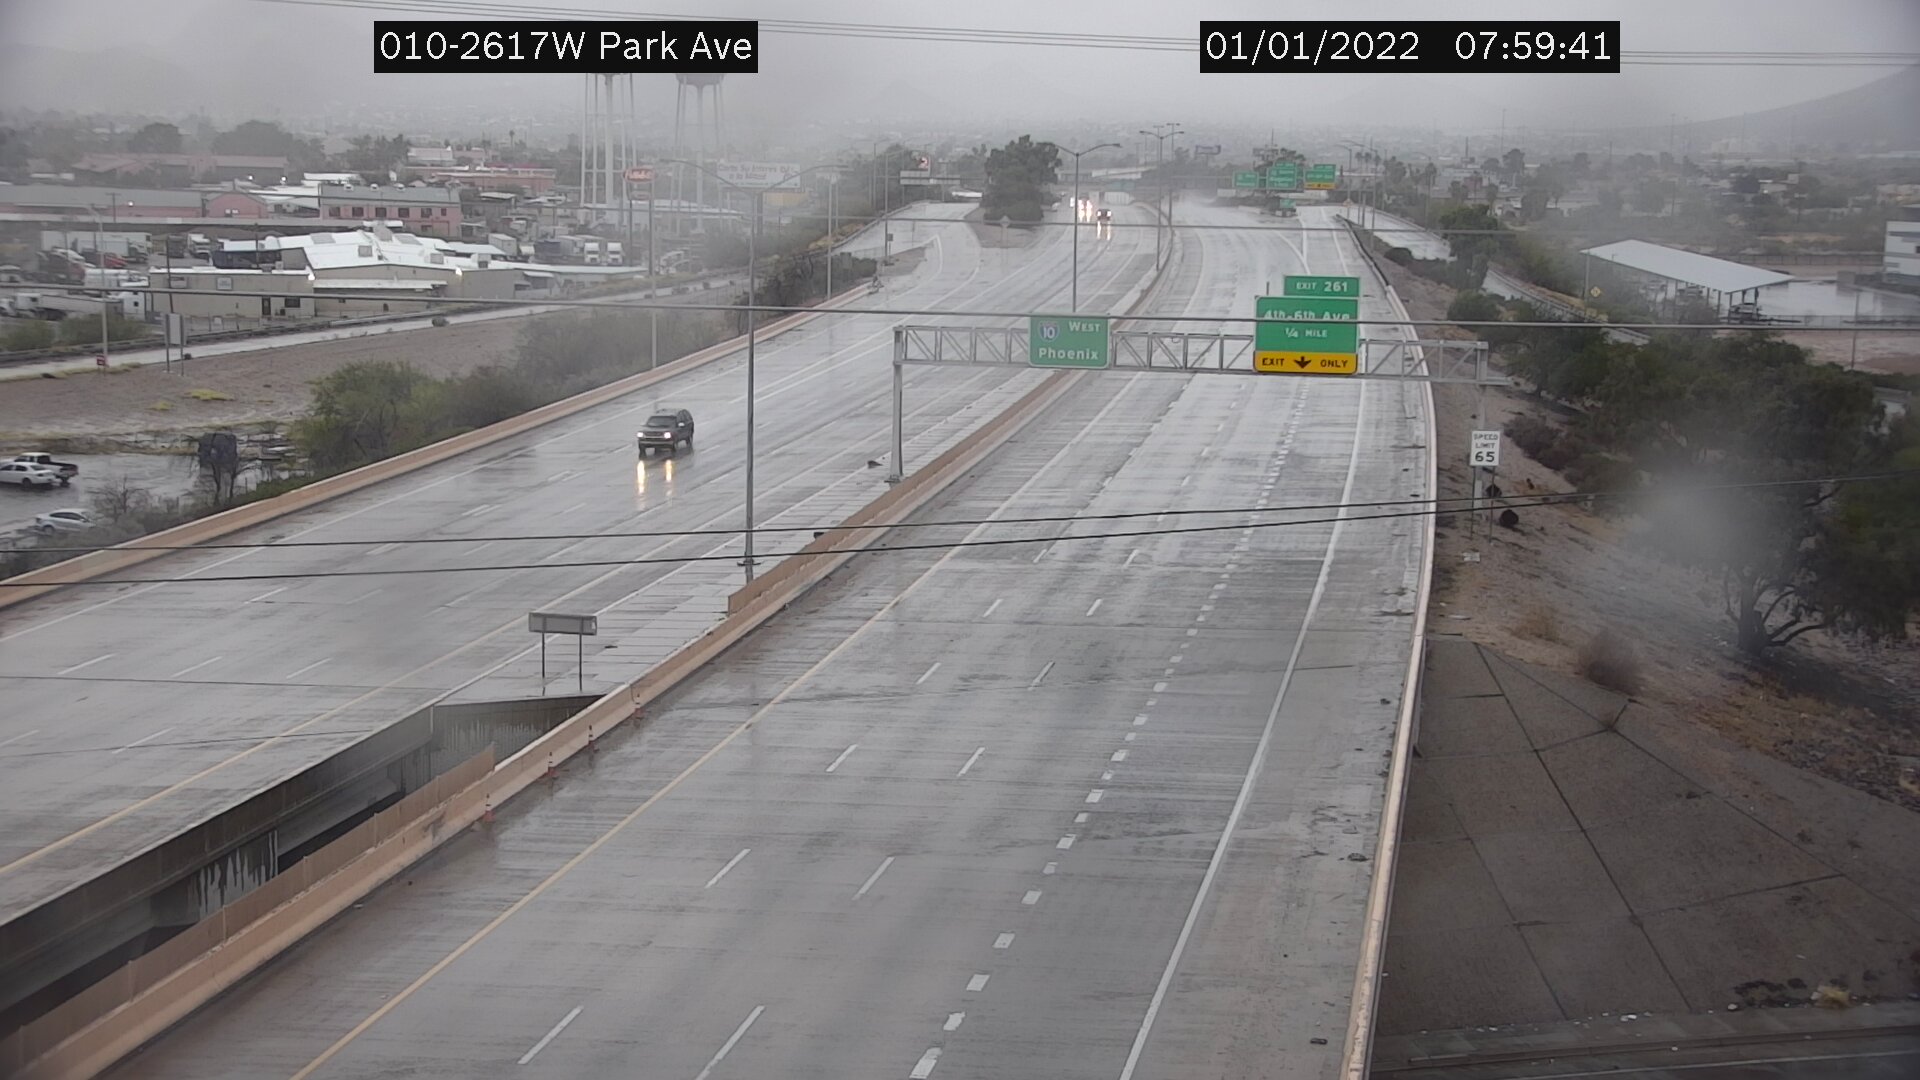 010-2617W Park Ave
01/01/2022 07:59:41
EXIT 261
4th-6th Ave
1/4 MILE
EXIT ONLY
10 WEST
Phoenix
SPEED
LIMIT
65